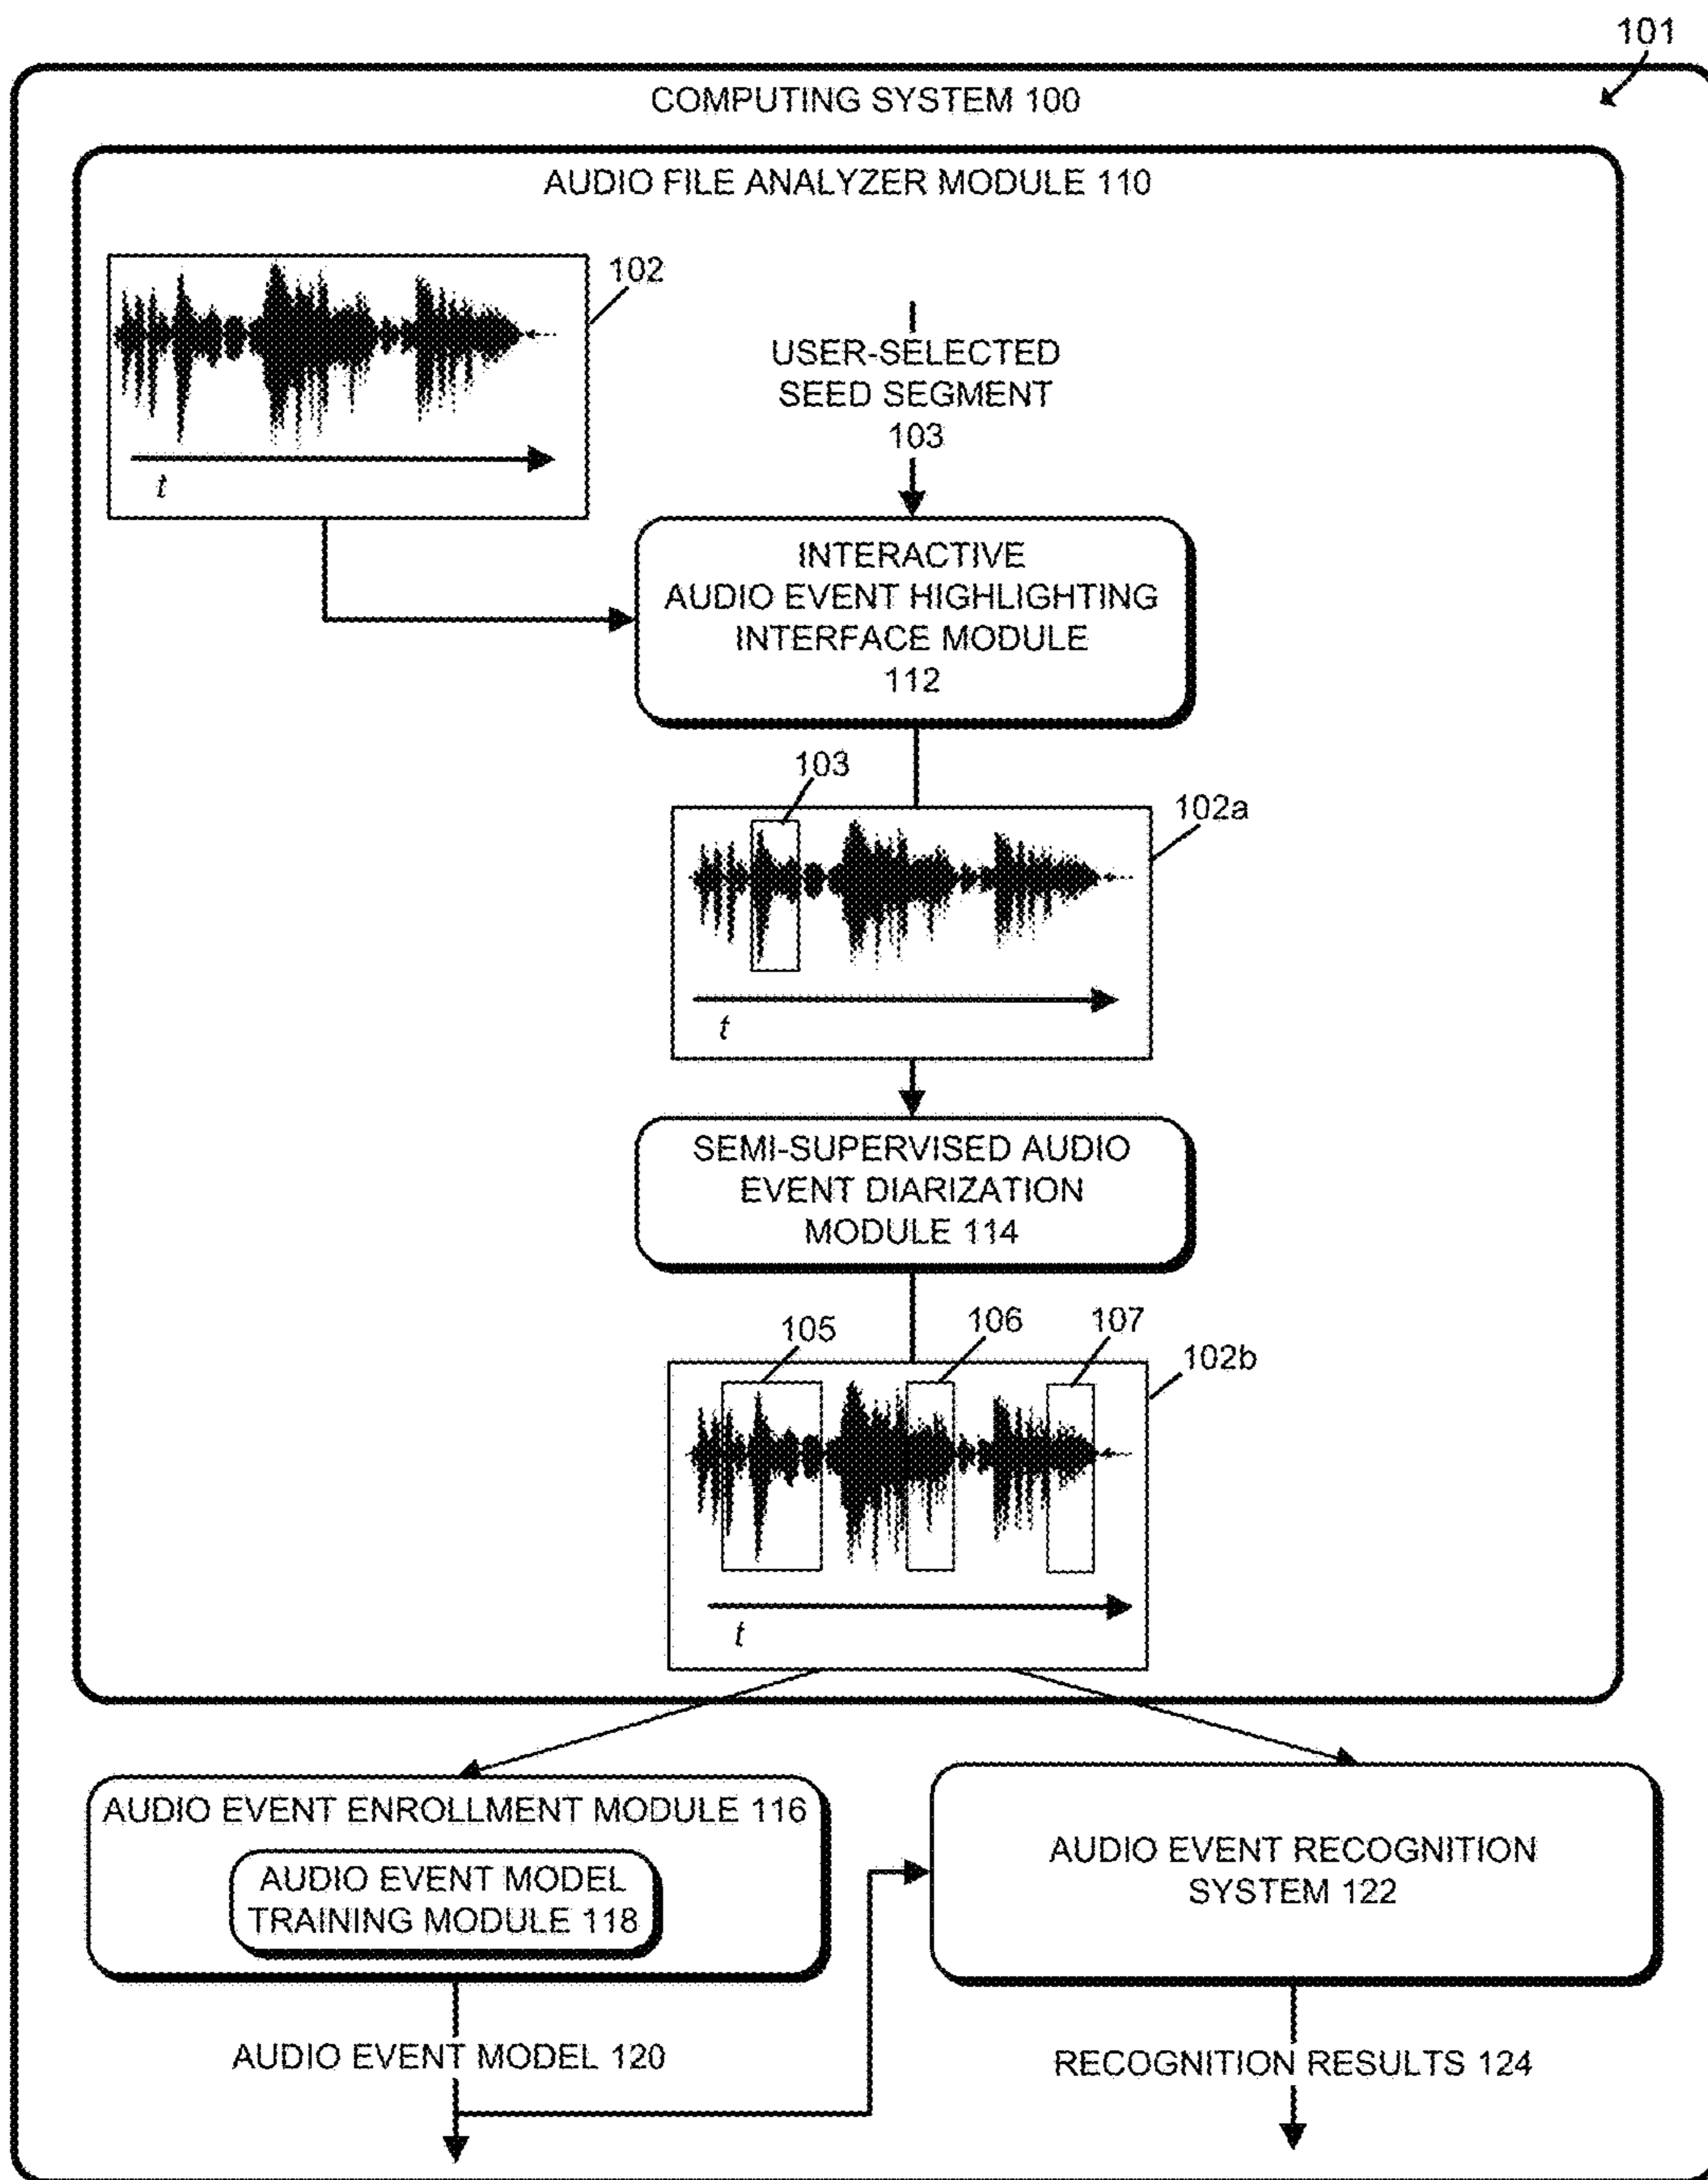 101
COMPUTING SYSTEM 100
AUDIO FILE ANALYZER MODULE 110
102
t
USER-SELECTED
SEED SEGMENT
103
INTERACTIVE
AUDIO EVENT HIGHLIGHTING
INTERFACE MODULE
112
103
102a
t
SEMI-SUPERVISED AUDIO
EVENT DIARIZATION
MODULE 114
105
106
107
102b
t
AUDIO EVENT ENROLLMENT MODULE 116
AUDIO EVENT MODEL
TRAINING MODULE 118
AUDIO EVENT RECOGNITION
SYSTEM 122
AUDIO EVENT MODEL 120
RECOGNITION RESULTS 124